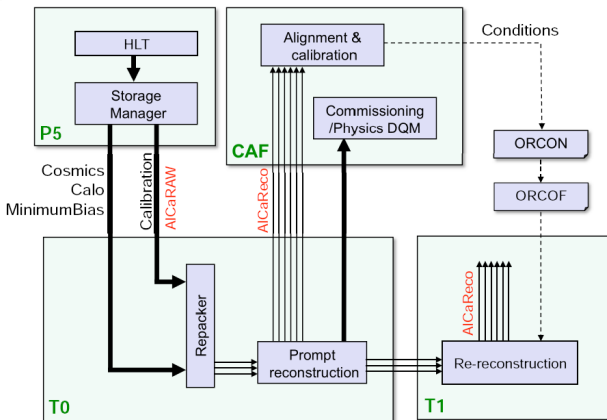 HLT
Storage
Manager
P5
Alignment &
calibration
Commissioning
/Physics DQM
CAF
Conditions
ORCON
ORCOF
Cosmics
Calo
MinimumBias
Calibration
AlCaRAW
AlCaReco
Repacker
Prompt
reconstruction
T0
AlCaReco
Re-reconstruction
T1